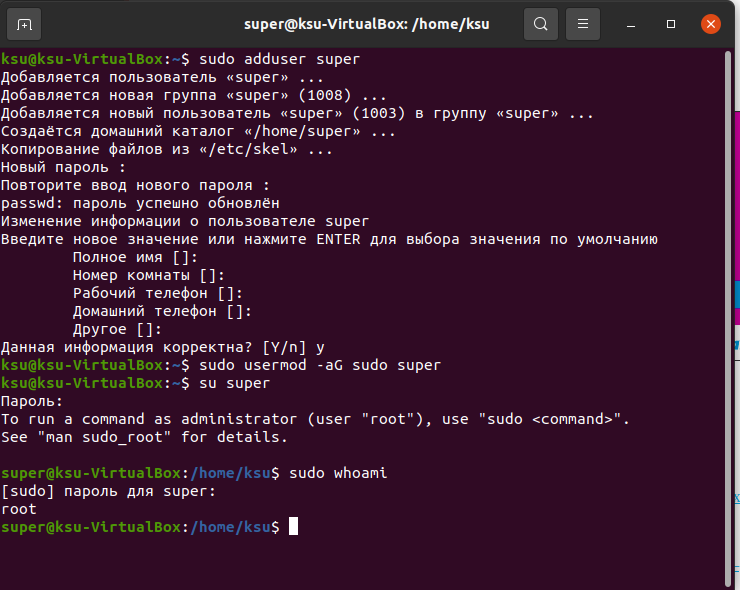 super@ksu-VirtualBox: /home/ksu
ksu@ksu-VirtualBox:~$ sudo adduser super
Добавляется пользователь «super» ...
Добавляется новая группа «super» (1008) ...
Добавляется новый пользователь «super» (1003) в группу «super» ...
Создаётся домашний каталог «/home/super» ...
Копирование файлов из «/etc/skel» ...
Новый пароль :
Повторите ввод нового пароля :
passwd: пароль успешно обновлён
Изменение информации о пользователе super
Введите новое значение или нажмите ENTER для выбора значения по умолчанию
        Полное имя []:
        Номер комнаты []:
        Рабочий телефон []:
        Домашний телефон []:
        Другое []:
Данная информация корректна? [Y/n] y
ksu@ksu-VirtualBox:~$ sudo usermod -aG sudo super
ksu@ksu-VirtualBox:~$ su super
Пароль:
To run a command as administrator (user "root"), use "sudo <command>".
See "man sudo_root" for details.

super@ksu-VirtualBox:/home/ksu$ sudo whoami
[sudo] пароль для super:
root
super@ksu-VirtualBox:/home/ksu$